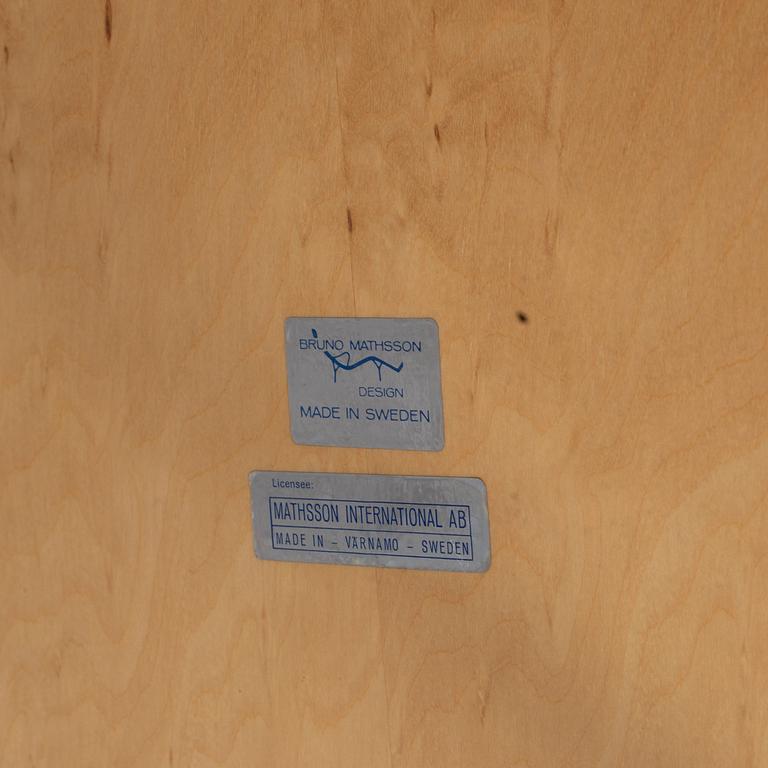 BRUNO MATHSSON
DESIGN
MADE IN SWEDEN
Licensee:
MATHSSON INTERNATIONAL AB
MADE IN – VÄRNAMO – SWEDEN